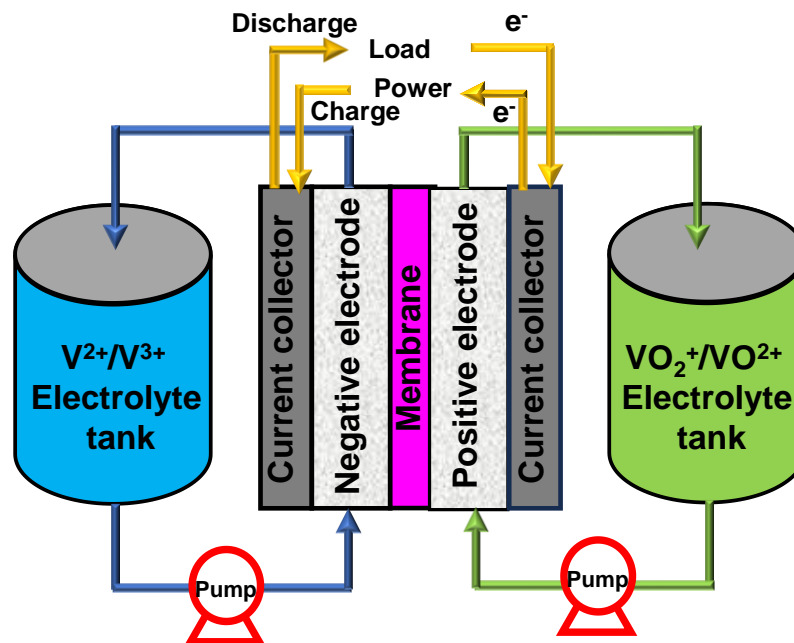 Discharge
Load
e⁻
Power
Charge
e⁻
V²⁺/V³⁺
Electrolyte
tank
Current collector
Negative electrode
Membrane
Positive electrode
Current collector
VO₂⁺/VO²⁺
Electrolyte
tank
Pump
Pump